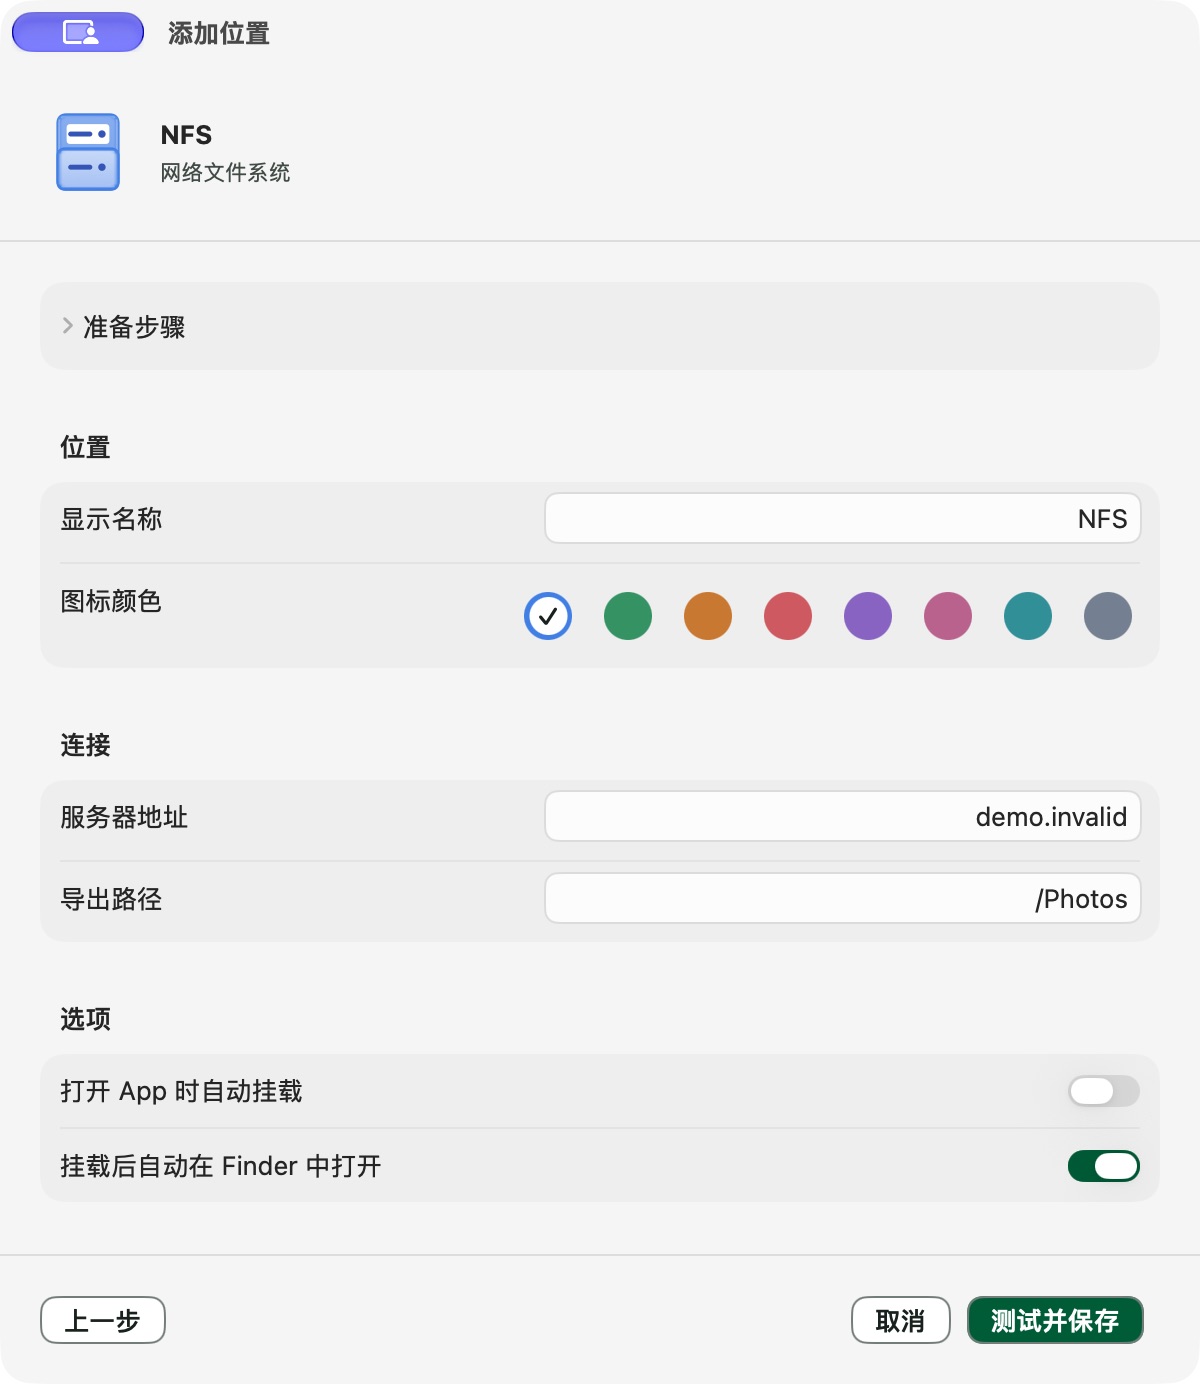 添加位置
NFS
网络文件系统
准备步骤
位置
显示名称
NFS
图标颜色
连接
服务器地址
demo.invalid
导出路径
/Photos
选项
打开 App 时自动挂载
挂载后自动在 Finder 中打开
上一步
取消
测试并保存